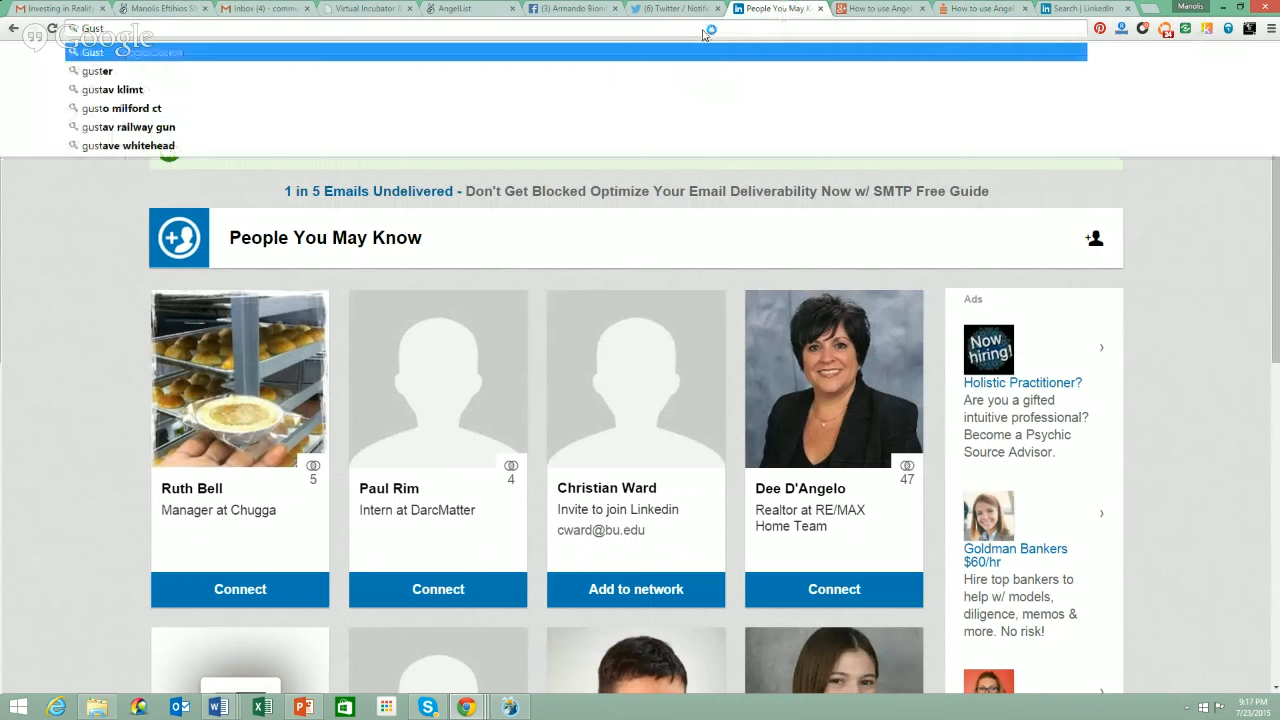 Investing in Realty
Manolis Eftihios St
Inbox (4) - commu
Virtual Incubator &
AngelList
(3) Armando Bionc
(6) Twitter / Notific
People You May K
How to use Angel
How to use Angel
Search | LinkedIn
Manolis
Gust
Google
Gust
guster
gustav klimt
gusto milford ct
gustav railway gun
gustave whitehead
24
1 in 5 Emails Undelivered - Don't Get Blocked Optimize Your Email Deliverability Now w/ SMTP Free Guide
People You May Know
5
Ruth Bell
Manager at Chugga
Connect
4
Paul Rim
Intern at DarcMatter
Connect
Christian Ward
Invite to join Linkedin
cward@bu.edu
Add to network
47
Dee D'Angelo
Realtor at RE/MAX
Home Team
Connect
Ads
Now
hiring!
Holistic Practitioner?
Are you a gifted
intuitive professional?
Become a Psychic
Source Advisor.
Goldman Bankers
$60/hr
Hire top bankers to
help w/ models,
diligence, memos &
more. No risk!
9:17 PM
7/23/2015